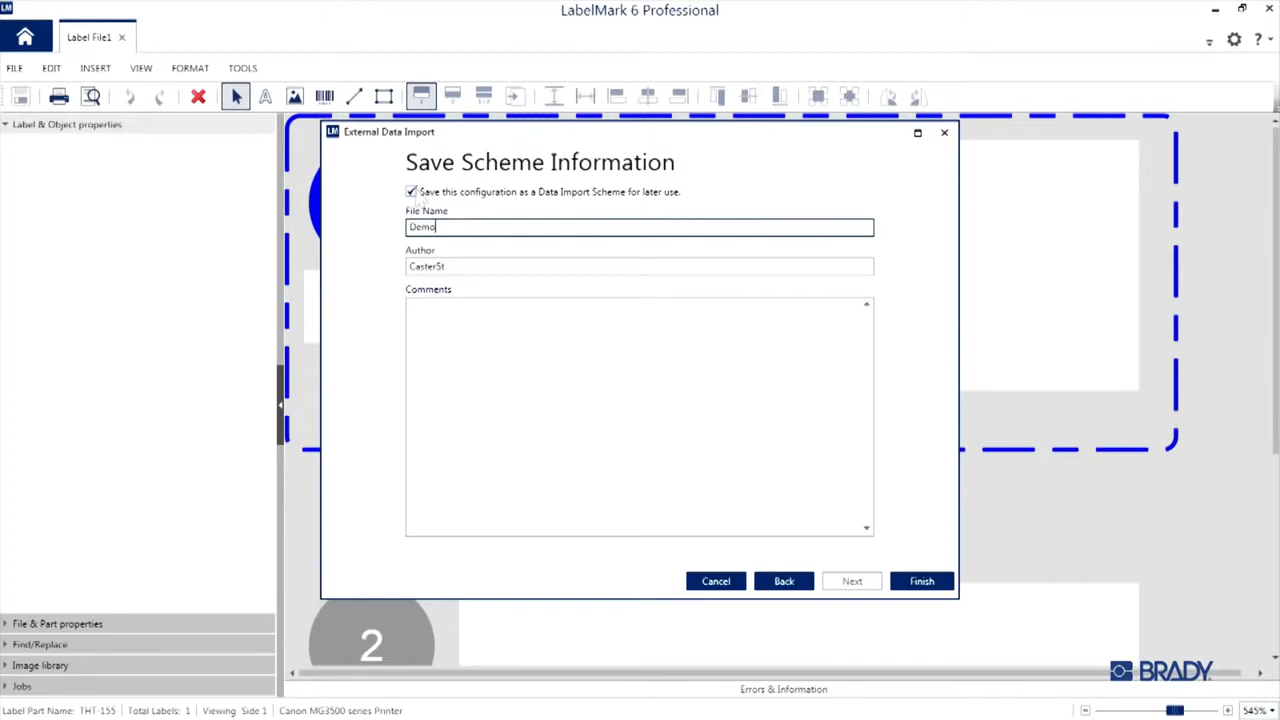 LM
LabelMark 6 Professional
Label File1
?
FILE EDIT INSERT VIEW FORMAT TOOLS
A
Label & Object properties
LM External Data Import
Save Scheme Information
Save this configuration as a Data Import Scheme for later use.
File Name
Demo
Author
CasterSt
Comments
Cancel Back Next Finish
File & Part properties
Find/Replace
Image library
Jobs
2
BRADY
Errors & Information
Label Part Name: THT-155 Total Labels: 1 Viewing Side 1 Canon MG3500 series Printer
545%